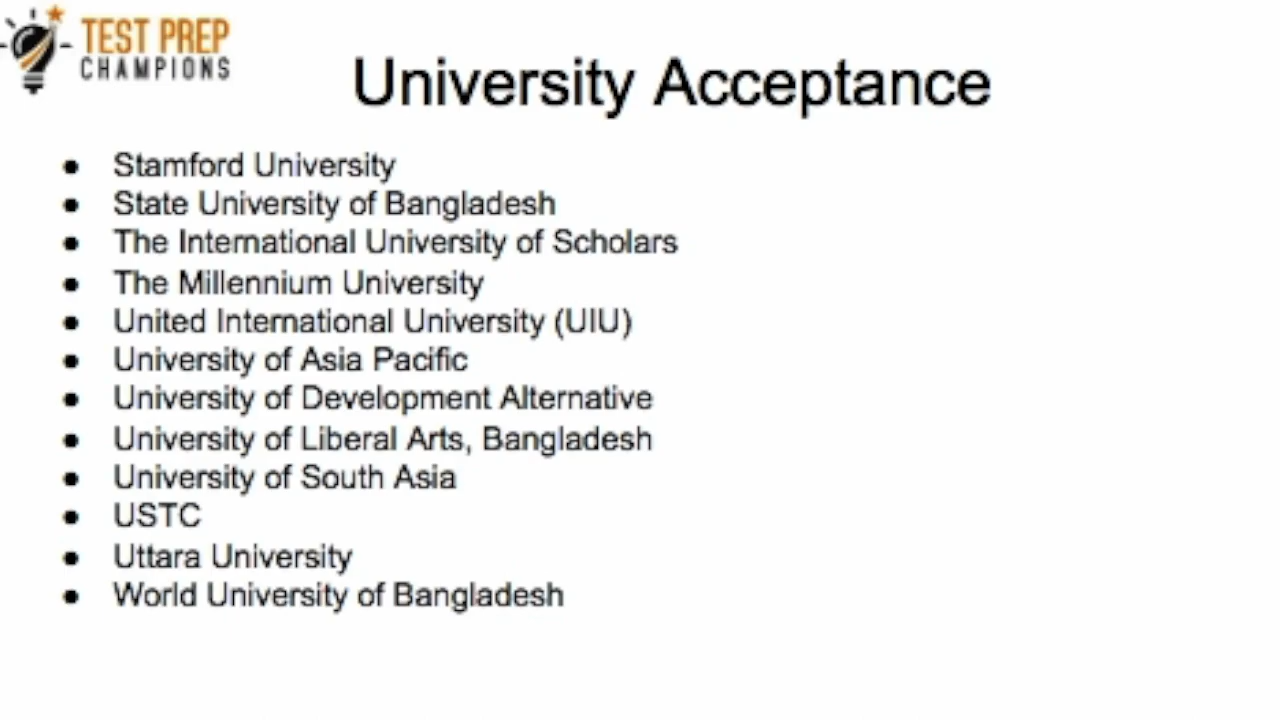 TEST PREP
CHAMPIONS
University Acceptance
● Stamford University
● State University of Bangladesh
● The International University of Scholars
● The Millennium University
● United International University (UIU)
● University of Asia Pacific
● University of Development Alternative
● University of Liberal Arts, Bangladesh
● University of South Asia
● USTC
● Uttara University
● World University of Bangladesh